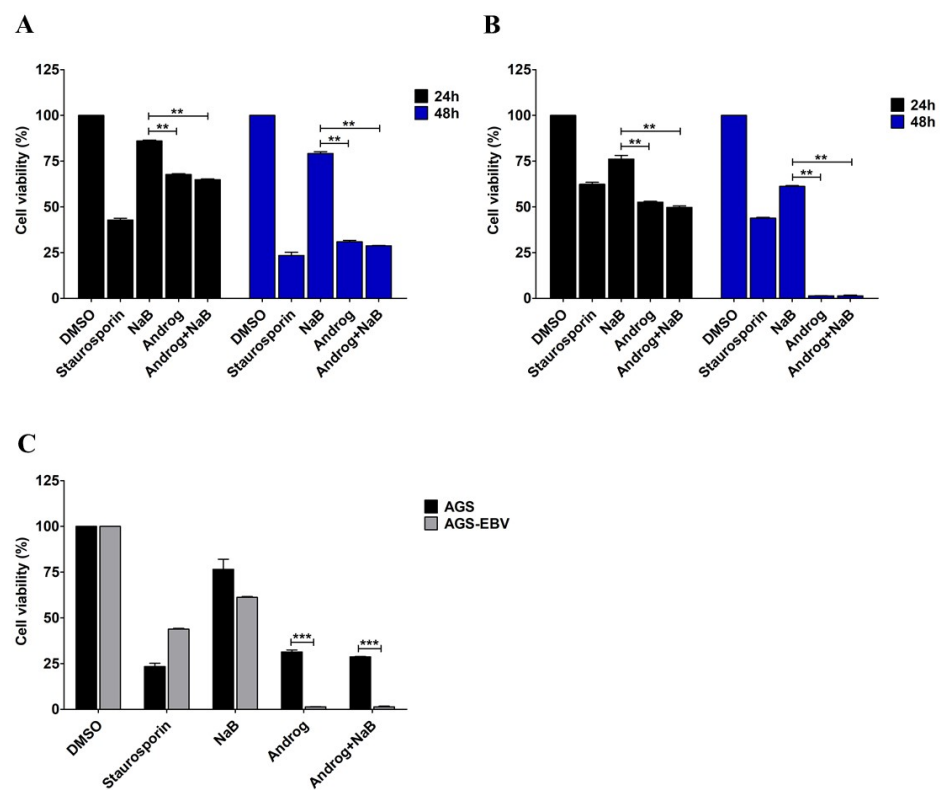 A
Cell viability (%)
125
100
75
50
25
0
**
**
**
**
24h
48h
DMSO
Staurosporin
NaB
Androg
Androg+NaB
DMSO
Staurosporin
NaB
Androg
Androg+NaB
B
Cell viability (%)
125
100
75
50
25
0
**
**
**
**
24h
48h
DMSO
Staurosporin
NaB
Androg
Androg+NaB
DMSO
Staurosporin
NaB
Androg
Androg+NaB
C
Cell viability (%)
125
100
75
50
25
0
***
***
AGS
AGS-EBV
DMSO
Staurosporin
NaB
Androg
Androg+NaB